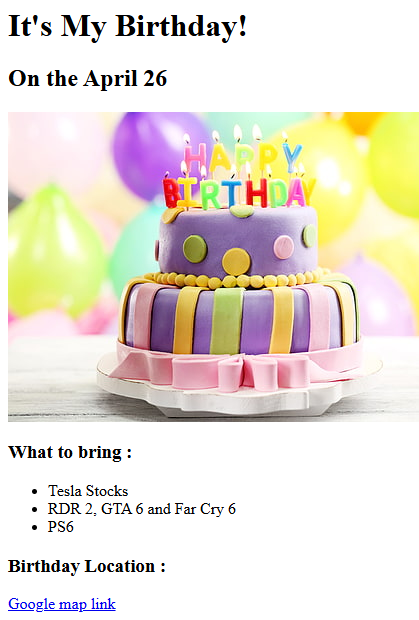 It's My Birthday!
On the April 26
HAPPY
BIRTHDAY
What to bring :
Tesla Stocks
RDR 2, GTA 6 and Far Cry 6
PS6
Birthday Location :
Google map link